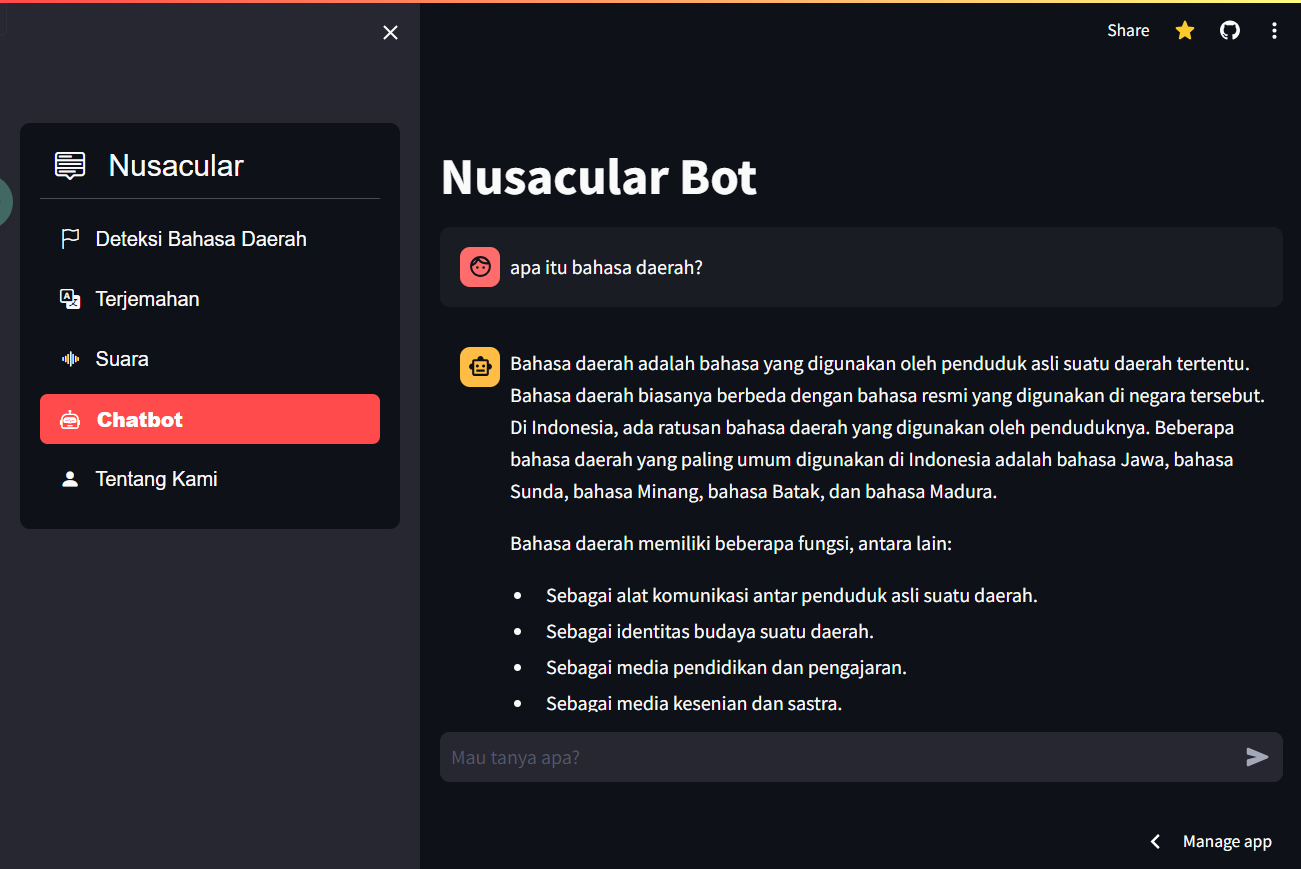 Share
Nusacular
Deteksi Bahasa Daerah
Terjemahan
Suara
Chatbot
Tentang Kami
Nusacular Bot
apa itu bahasa daerah?
Bahasa daerah adalah bahasa yang digunakan oleh penduduk asli suatu daerah tertentu.
Bahasa daerah biasanya berbeda dengan bahasa resmi yang digunakan di negara tersebut.
Di Indonesia, ada ratusan bahasa daerah yang digunakan oleh penduduknya. Beberapa
bahasa daerah yang paling umum digunakan di Indonesia adalah bahasa Jawa, bahasa
Sunda, bahasa Minang, bahasa Batak, dan bahasa Madura.
Bahasa daerah memiliki beberapa fungsi, antara lain:
• Sebagai alat komunikasi antar penduduk asli suatu daerah.
• Sebagai identitas budaya suatu daerah.
• Sebagai media pendidikan dan pengajaran.
• Sebagai media kesenian dan sastra.
Mau tanya apa?
Manage app